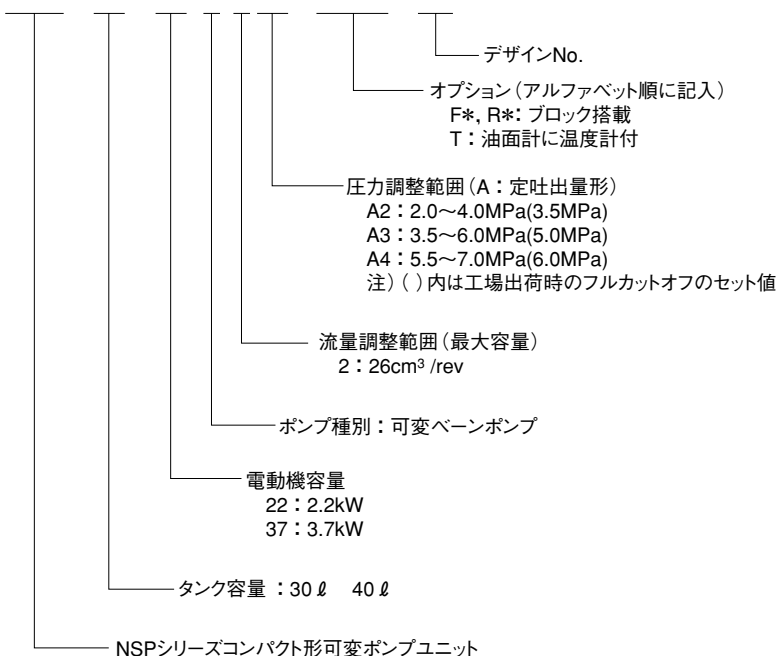 デザインNo.
オプション(アルファベット順に記入)
F*, R*:ブロック搭載
T:油面計に温度計付
圧力調整範囲(A:定吐出量形)
A2:2.0~4.0MPa(3.5MPa)
A3:3.5~6.0MPa(5.0MPa)
A4:5.5~7.0MPa(6.0MPa)
注)( )内は工場出荷時のフルカットオフのセット値
流量調整範囲(最大容量)
2:26cm³/rev
ポンプ種別:可変ベーンポンプ
電動機容量
22:2.2kW
37:3.7kW
タンク容量:30ℓ 40ℓ
NSPシリーズコンパクト形可変ポンプユニット